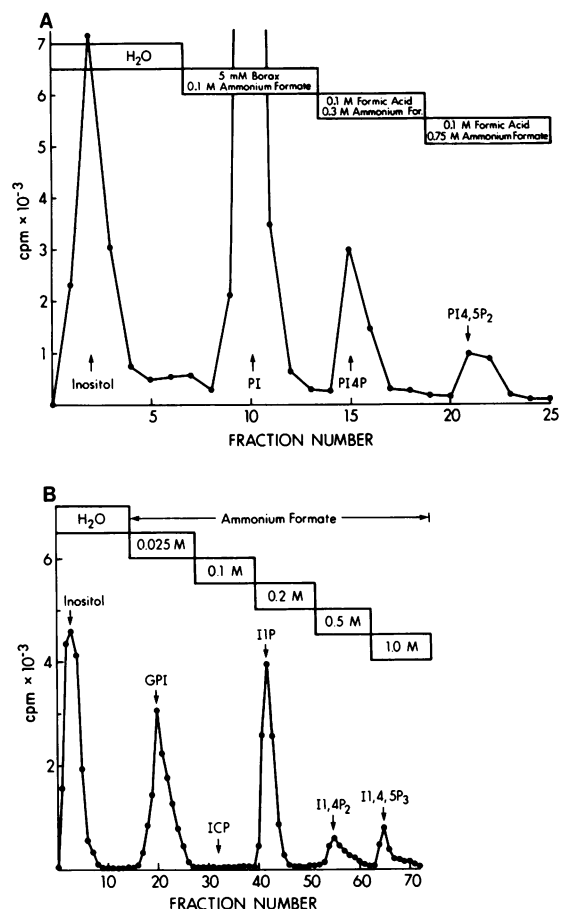 A
7
6
5
4
3
2
1
cpm × 10⁻³
H₂O
5 mM Borax
0.1 M Ammonium Formate
0.1 M Formic Acid
0.3 M Ammonium For.
0.1 M Formic Acid
0.75 M Ammonium Formate
Inositol
PI
PI4P
PI4,5P₂
5
10
15
20
25
FRACTION NUMBER
B
6
4
2
cpm × 10⁻³
H₂O
Ammonium Formate
0.025 M
0.1 M
0.2 M
0.5 M
1.0 M
Inositol
GPI
ICP
I1P
I1,4P₂
I1,4,5P₃
10
20
30
40
50
60
70
FRACTION NUMBER